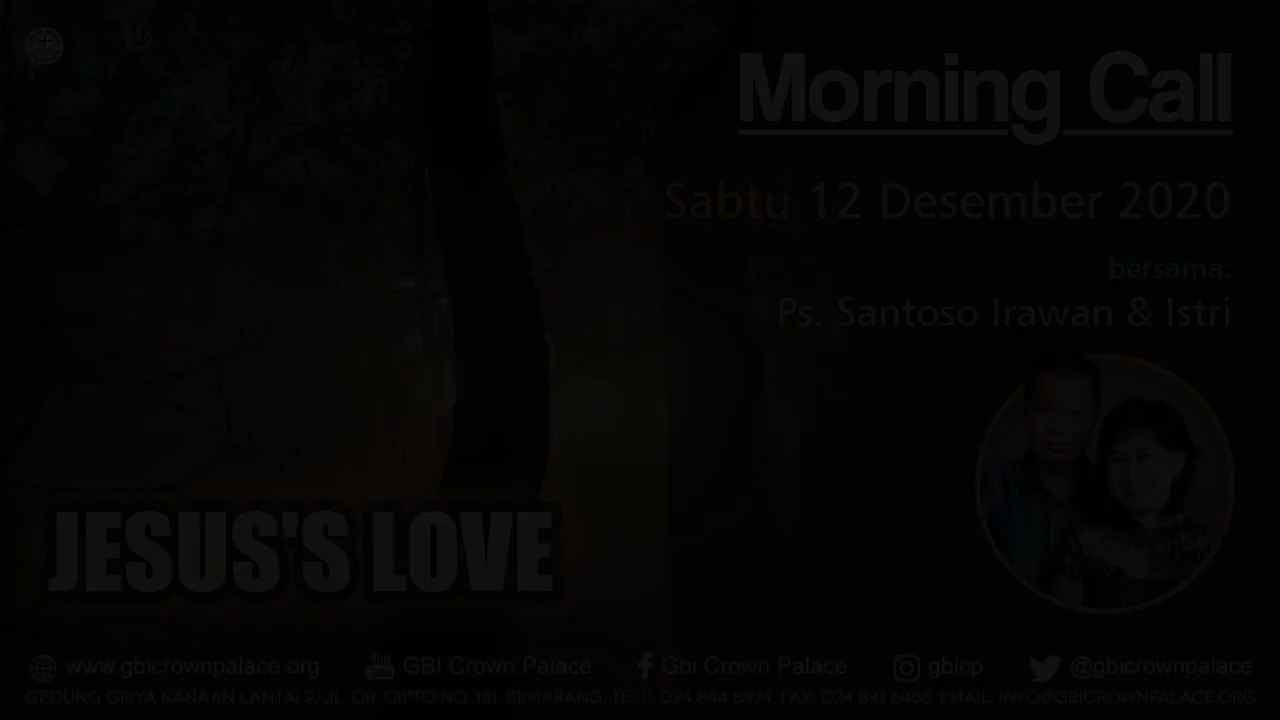 Morning Call
Sabtu 12 Desember 2020
bersama:
Ps. Santoso Irawan & Istri
JESUS'S LOVE
www.gbicrownpalace.org
GBI Crown Palace
Gbi Crown Palace
gbicp
@gbicrownpalace
GEDUNG GRIYA KANAAN LANTAI 2, JL. DR. CIPTO NO. 181, SEMARANG, TELP. 024 844 8974, FAX. 024 841 6455, EMAIL. INFO@GBICROWNPALACE.ORG